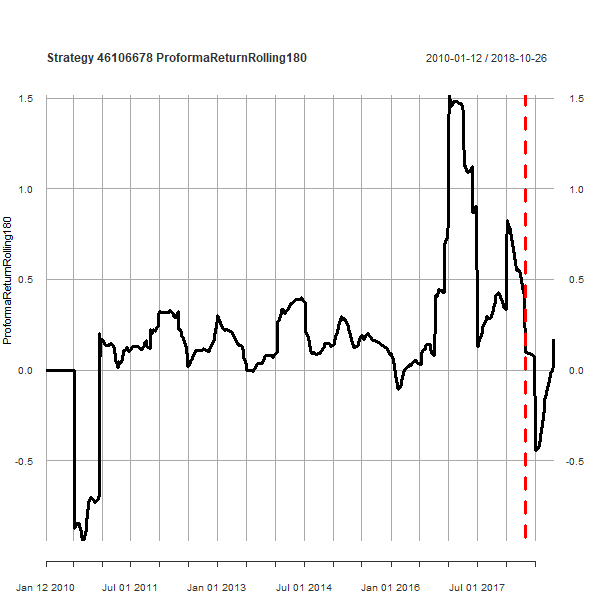 Strategy 46106678 ProformaReturnRolling180
2010-01-12 / 2018-10-26
ProformaReturnRolling180
1.5
1.0
0.5
0.0
-0.5
1.5
1.0
0.5
0.0
-0.5
Jan 12 2010
Jul 01 2011
Jan 01 2013
Jul 01 2014
Jan 01 2016
Jul 01 2017